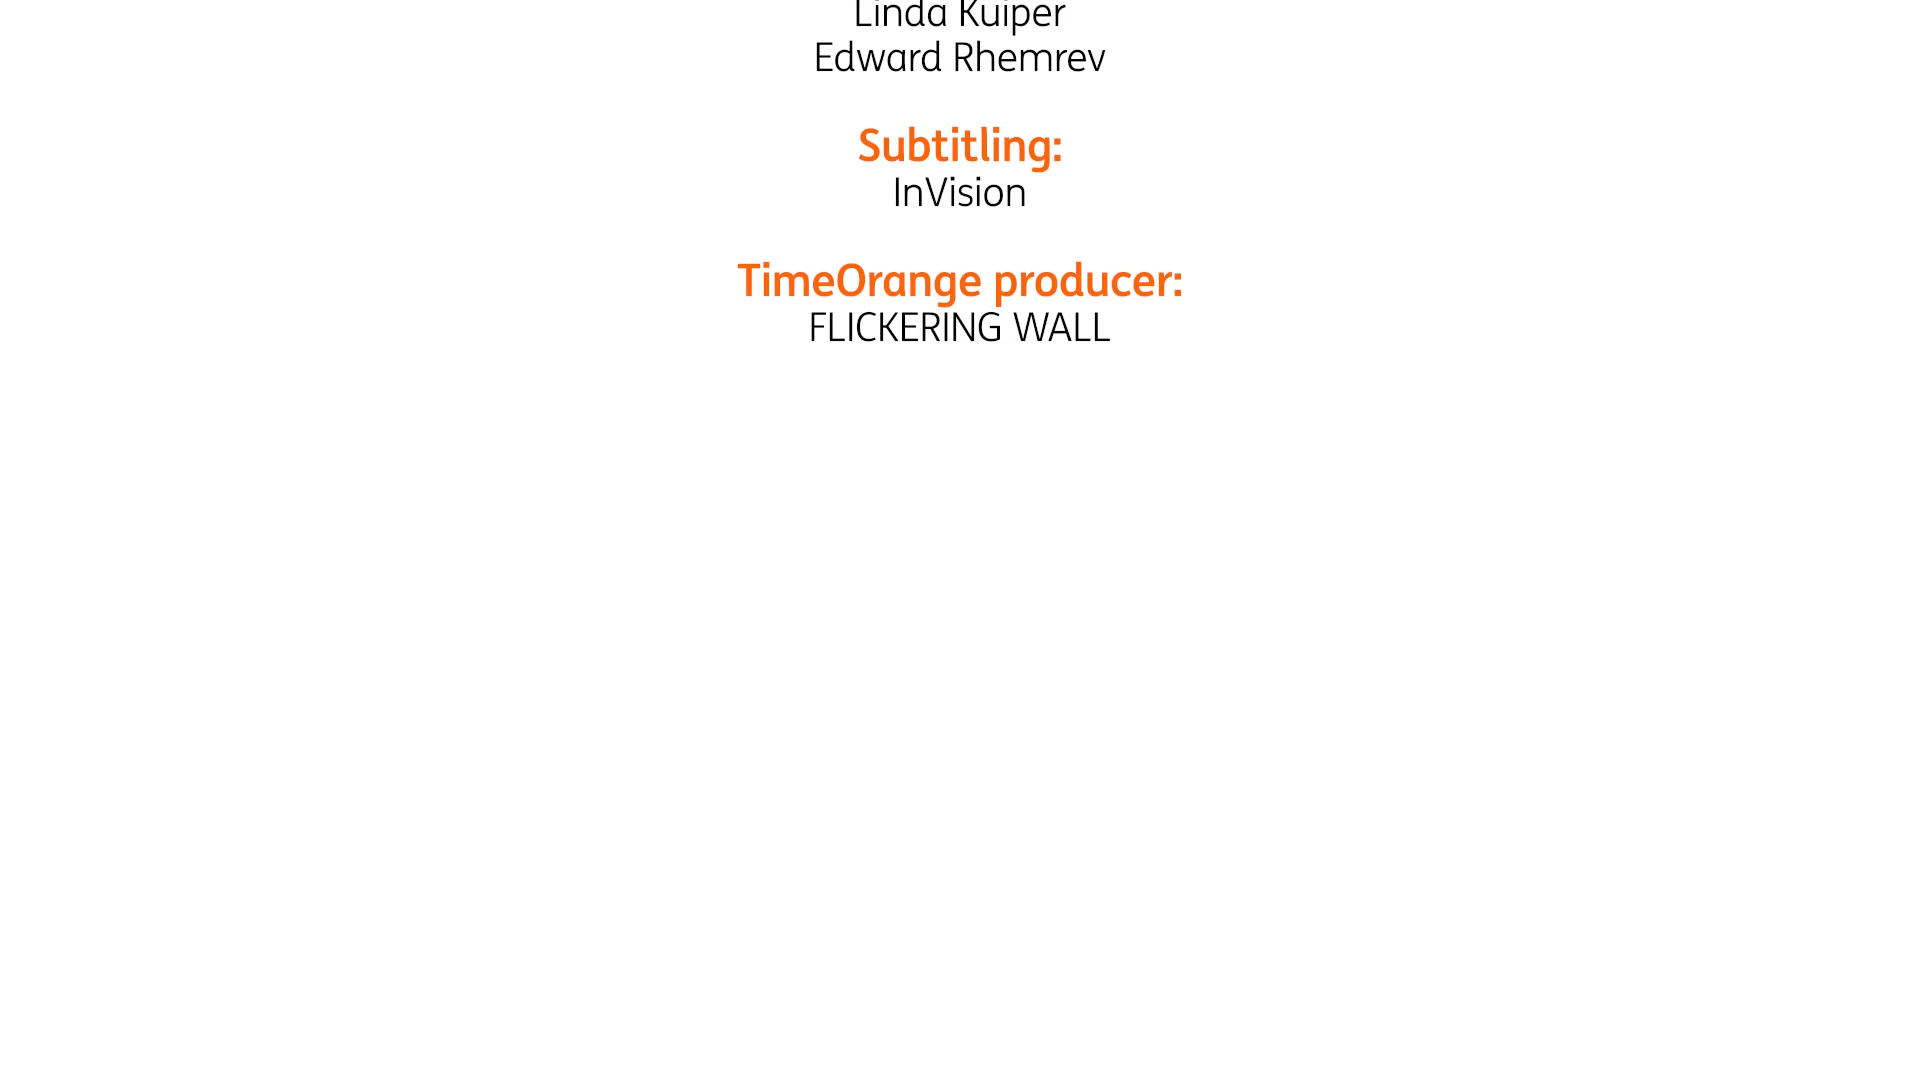 Linda Kuiper
Edward Rhemrev
Subtitling:
InVision
TimeOrange producer:
FLICKERING WALL